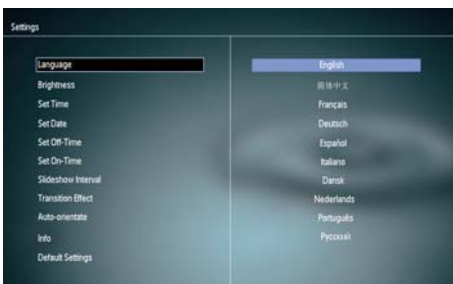 Settings
Language
Brightness
Set Time
Set Date
Set Off-Time
Set On-Time
Slideshow Interval
Transition Effect
Auto-orientate
Info
Default Settings
English
简体中文
Français
Deutsch
Español
Italiano
Dansk
Nederlands
Português
Русский